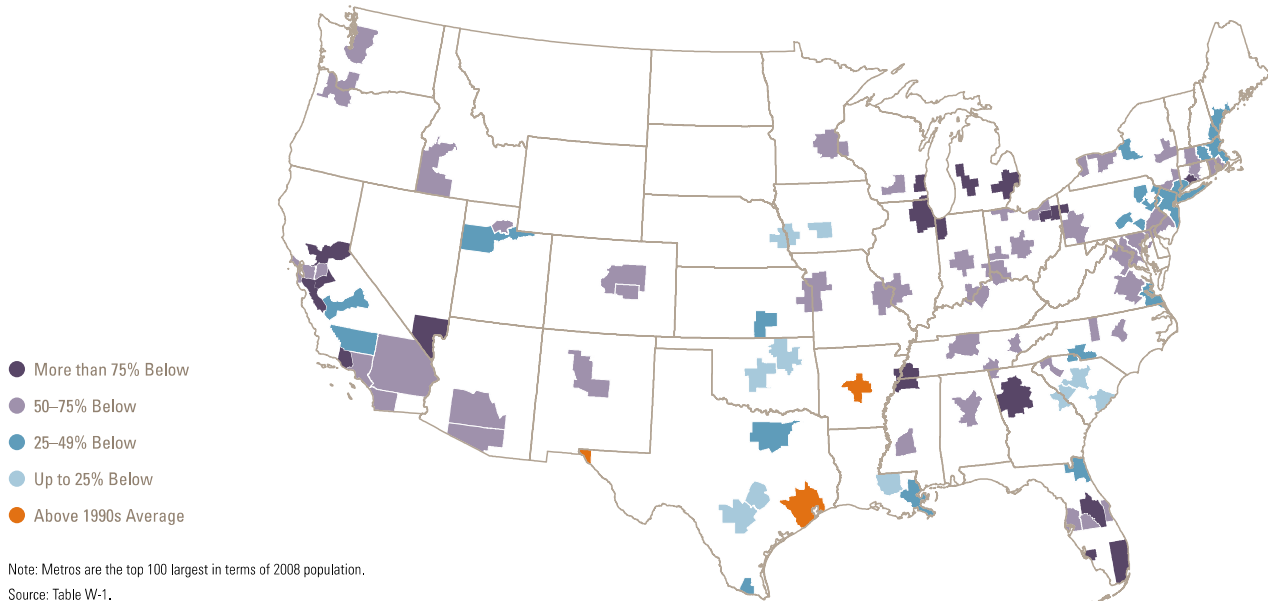 More than 75% Below
50–75% Below
25–49% Below
Up to 25% Below
Above 1990s Average
Note: Metros are the top 100 largest in terms of 2008 population.
Source: Table W-1.